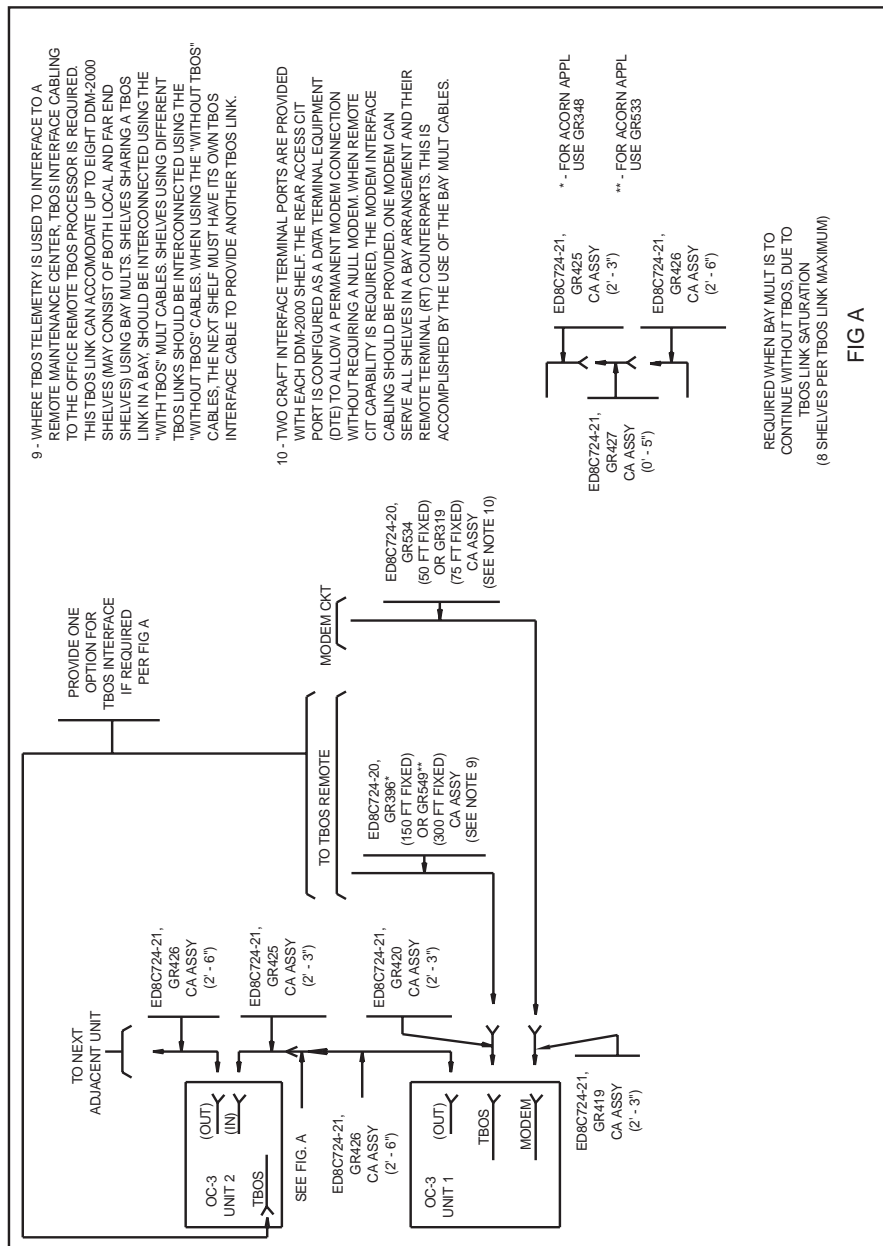 9 - WHERE TBOS TELEMETRY IS USED TO INTERFACE TO A
REMOTE MAINTENANCE CENTER, TBOS INTERFACE CABLING
TO THE OFFICE REMOTE TBOS PROCESSOR IS REQUIRED.
THIS TBOS LINK CAN ACCOMODATE UP TO EIGHT DDM-2000
SHELVES (MAY CONSIST OF BOTH LOCAL AND FAR END
SHELVES) USING BAY MULTS. SHELVES SHARING A TBOS
LINK IN A BAY, SHOULD BE INTERCONNECTED USING THE
"WITH TBOS" MULT CABLES. SHELVES USING DIFFERENT
TBOS LINKS SHOULD BE INTERCONNECTED USING THE
"WITHOUT TBOS" CABLES. WHEN USING THE "WITHOUT TBOS"
CABLES, THE NEXT SHELF MUST HAVE ITS OWN TBOS
INTERFACE CABLE TO PROVIDE ANOTHER TBOS LINK.
10 - TWO CRAFT INTERFACE TERMINAL PORTS ARE PROVIDED
WITH EACH DDM-2000 SHELF. THE REAR ACCESS CIT
PORT IS CONFIGURED AS A DATA TERMINAL EQUIPMENT
(DTE) TO ALLOW A PERMANENT MODEM CONNECTION
WITHOUT REQUIRING A NULL MODEM. WHEN REMOTE
CIT CAPABILITY IS REQUIRED, THE MODEM INTERFACE
CABLING SHOULD BE PROVIDED. ONE MODEM CAN
SERVE ALL SHELVES IN A BAY ARRANGEMENT AND THEIR
REMOTE TERMINAL (RT) COUNTERPARTS. THIS IS
ACCOMPLISHED BY THE USE OF THE BAY MULT CABLES.
* - FOR ACORN APPL
USE GR348
** - FOR ACORN APPL
USE GR533
ED8C724-21,
GR425
CA ASSY
(2' - 3")
ED8C724-21,
GR426
CA ASSY
(2' - 6")
ED8C724-21,
GR427
CA ASSY
(0' - 5")
REQUIRED WHEN BAY MULT IS TO
CONTINUE WITHOUT TBOS, DUE TO
TBOS LINK SATURATION
(8 SHELVES PER TBOS LINK MAXIMUM)
FIG A
PROVIDE ONE
OPTION FOR
TBOS INTERFACE
IF REQUIRED
PER FIG A
MODEM CKT
ED8C724-20,
GR534
(50 FT FIXED)
OR GR319
(75 FT FIXED)
CA ASSY
(SEE NOTE 10)
TO TBOS REMOTE
ED8C724-20,
GR396*
(150 FT FIXED)
OR GR549**
(300 FT FIXED)
CA ASSY
(SEE NOTE 9)
TO NEXT
ADJACENT UNIT
ED8C724-21,
GR426
CA ASSY
(2' - 6")
ED8C724-21,
GR425
CA ASSY
(2' - 3")
ED8C724-21,
GR420
CA ASSY
(2' - 3")
(OUT)
(IN)
OC-3
UNIT 2
TBOS
SEE FIG. A
ED8C724-21,
GR426
CA ASSY
(2' - 6")
(OUT)
TBOS
MODEM
OC-3
UNIT 1
ED8C724-21,
GR419
CA ASSY
(2' - 3")